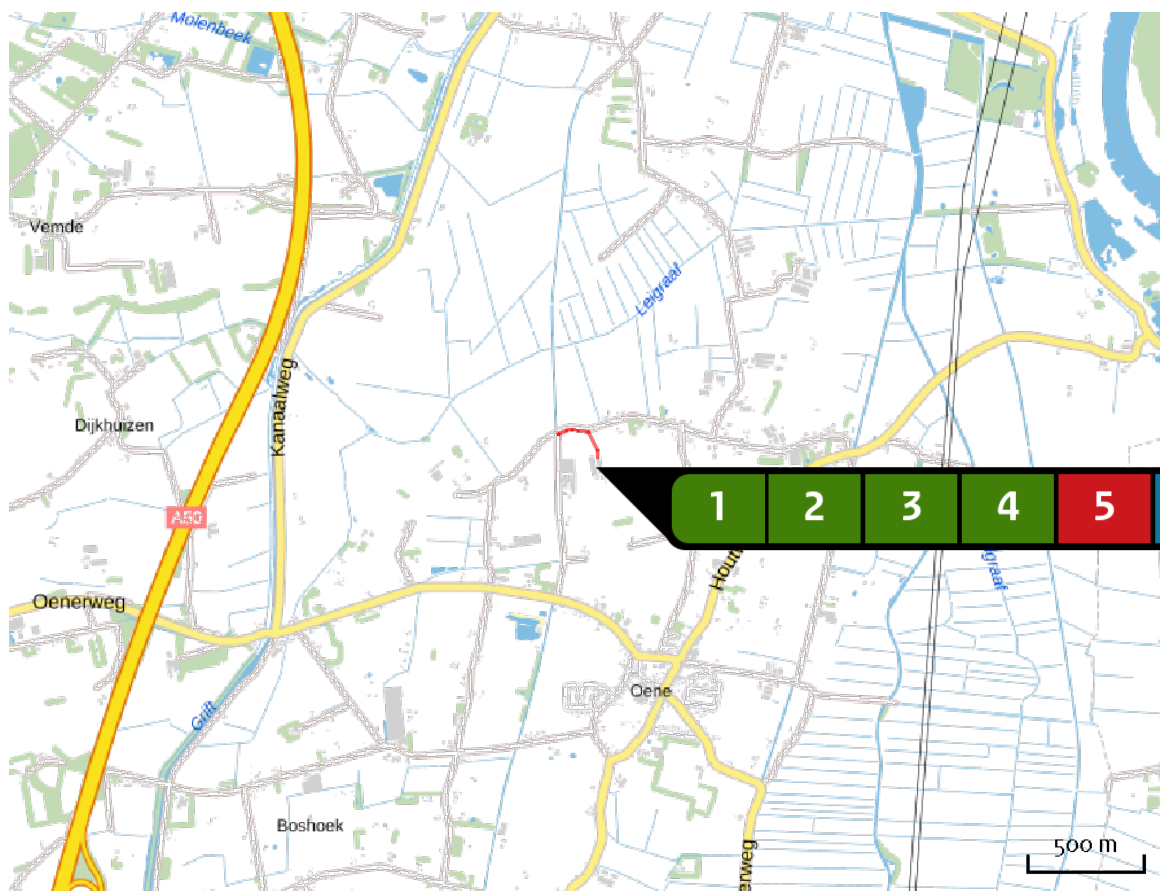 Molenbeek
Vemde
Leigraaf
Kanaalweg
Dijkhuizen
1 2 3 4 5
A50
Oenerweg
Oene
Grift
Boshoek
500 m